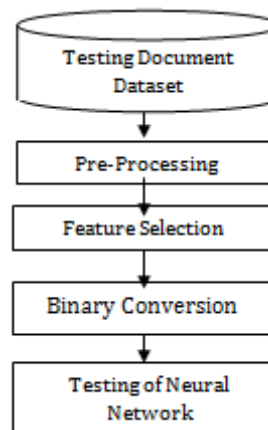 Testing Document
Dataset
Pre-Processing
Feature Selection
Binary Conversion
Testing of Neural
Network